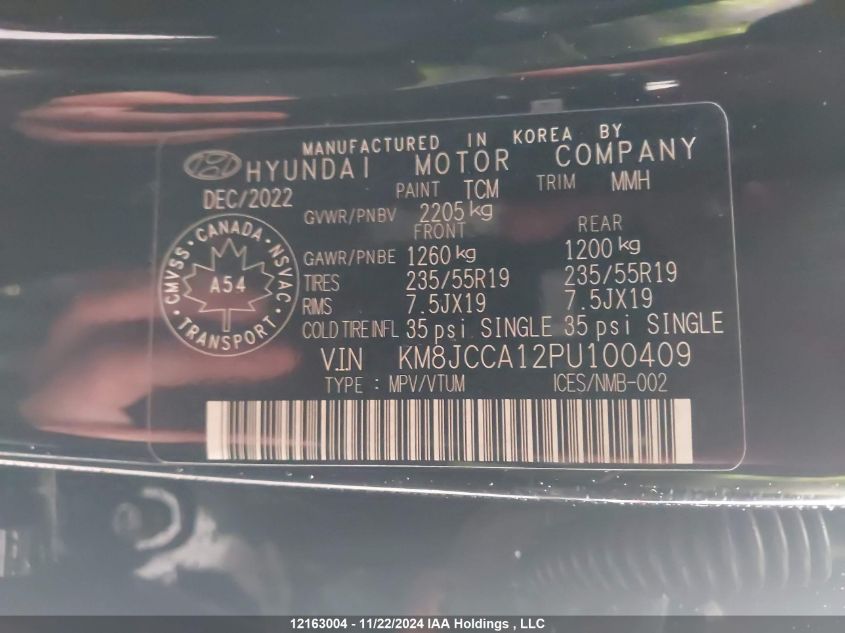 MANUFACTURED IN KOREA BY
HYUNDAI MOTOR COMPANY
DEC/2022 PAINT TCM TRIM MMH
GVWR/PNBV 2205 kg
FRONT REAR
GAWR/PNBE 1260 kg 1200 kg
TIRES 235/55R19 235/55R19
RIMS 7.5JX19 7.5JX19
COLD TIRE INFL 35 psi SINGLE 35 psi SINGLE
CMVSS · CANADA · NSVAC
A54
· TRANSPORT ·
V.I.N KM8JCCA12PU100409
TYPE : MPV/VTUM ICES/NMB-002
12163004 - 11/22/2024 IAA Holdings , LLC